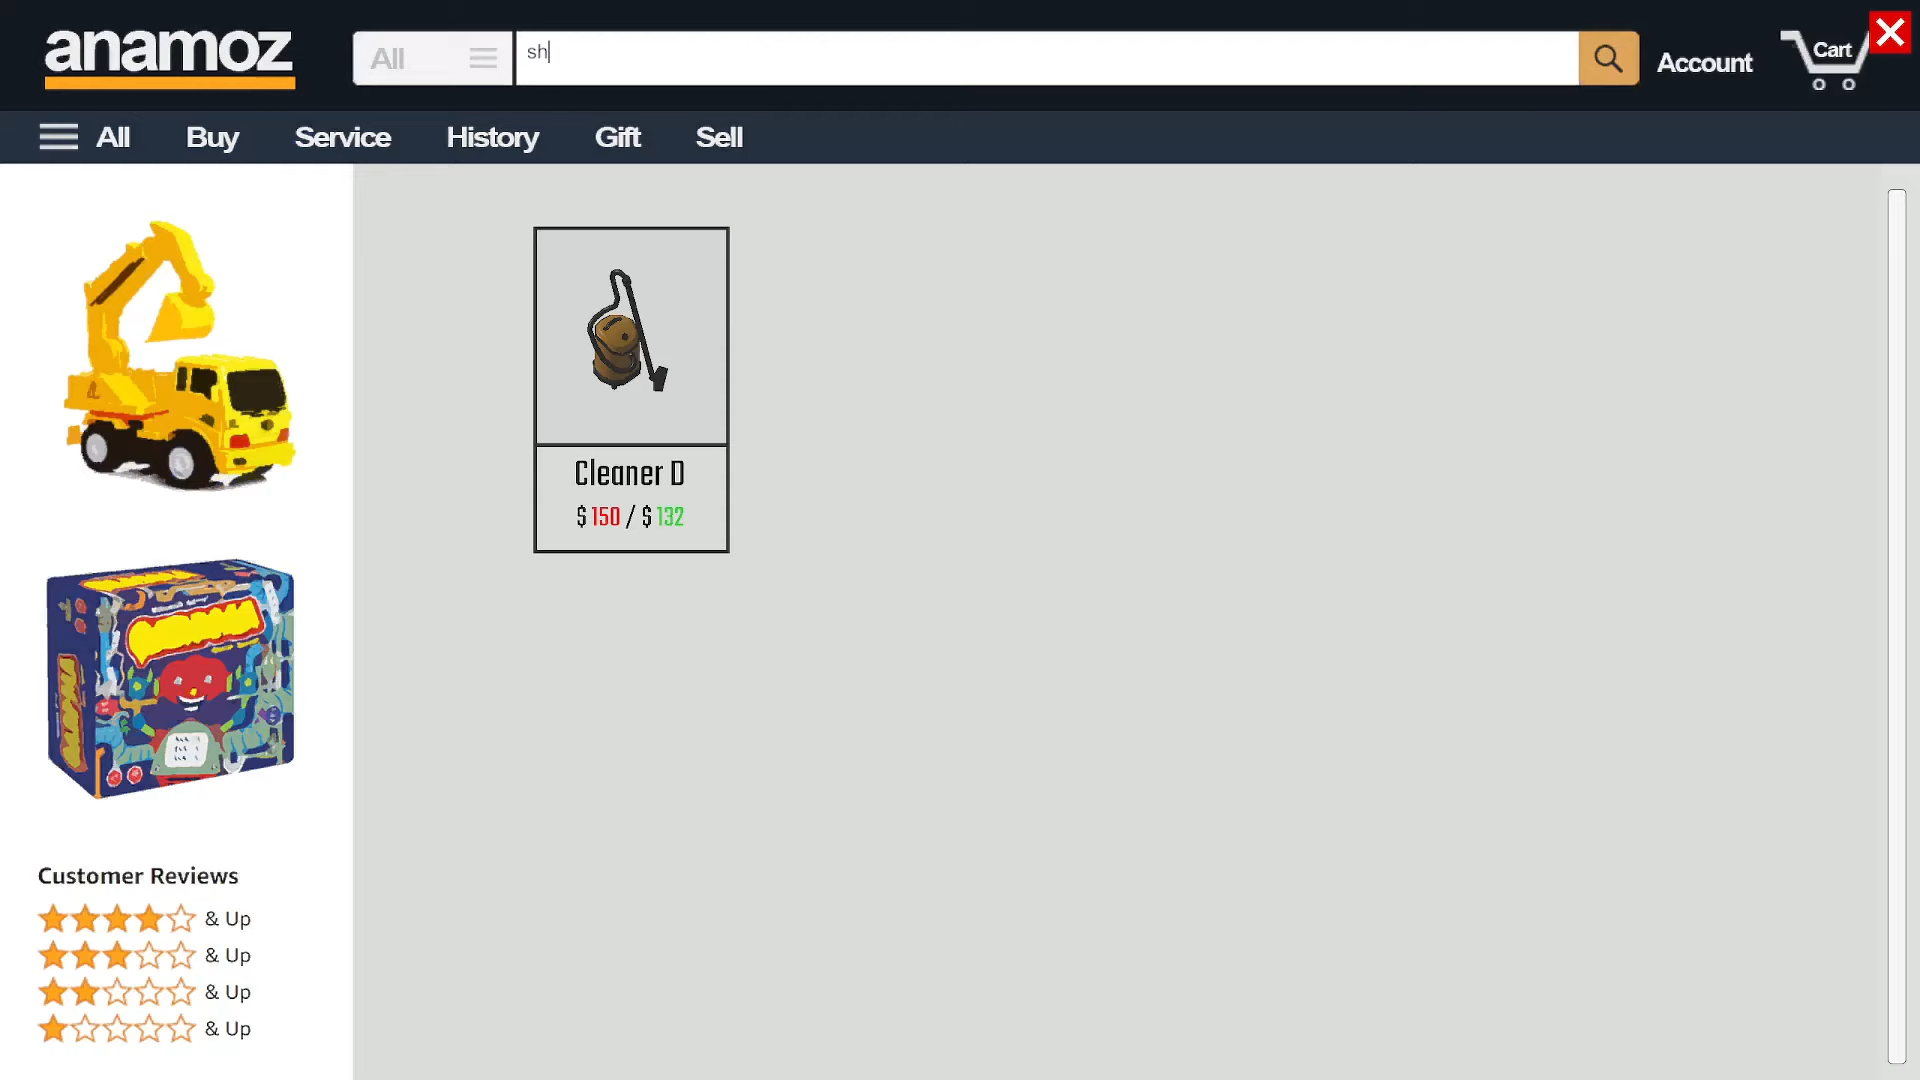 anamoz
All
sh
Account
Cart
All
Buy
Service
History
Gift
Sell
Cleaner D
$ 150 / $ 132
Customer Reviews
& Up
& Up
& Up
& Up